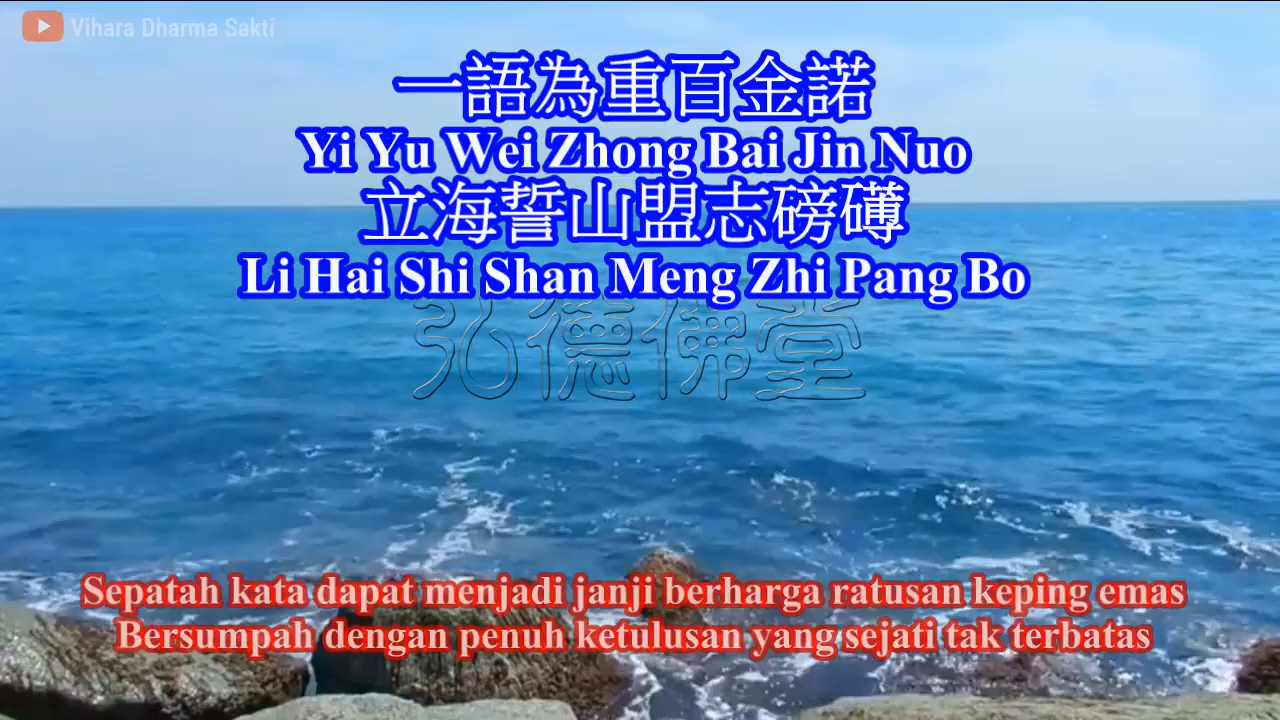 Vihara Dharma Sakti
一語為重百金諾
Yi Yu Wei Zhong Bai Jin Nuo
立海誓山盟志磅礡
Li Hai Shi Shan Meng Zhi Pang Bo
弘德佛堂
Sepatah kata dapat menjadi janji berharga ratusan keping emas
Bersumpah dengan penuh ketulusan yang sejati tak terbatas